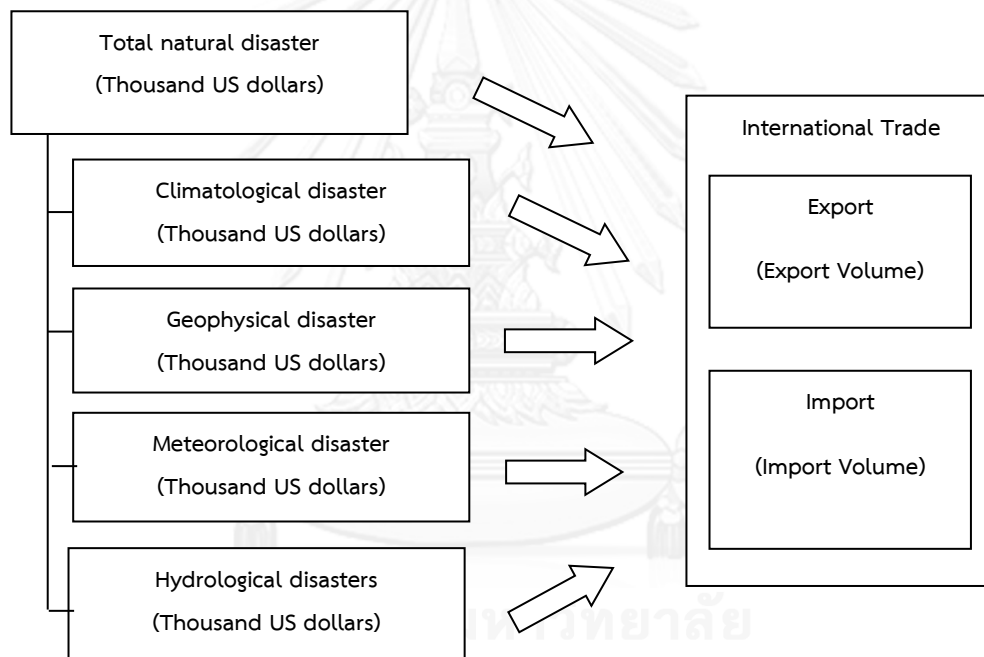 Total natural disaster
(Thousand US dollars)
Climatological disaster
(Thousand US dollars)
Geophysical disaster
(Thousand US dollars)
Meteorological disaster
(Thousand US dollars)
Hydrological disasters
(Thousand US dollars)
International Trade
Export
(Export Volume)
Import
(Import Volume)